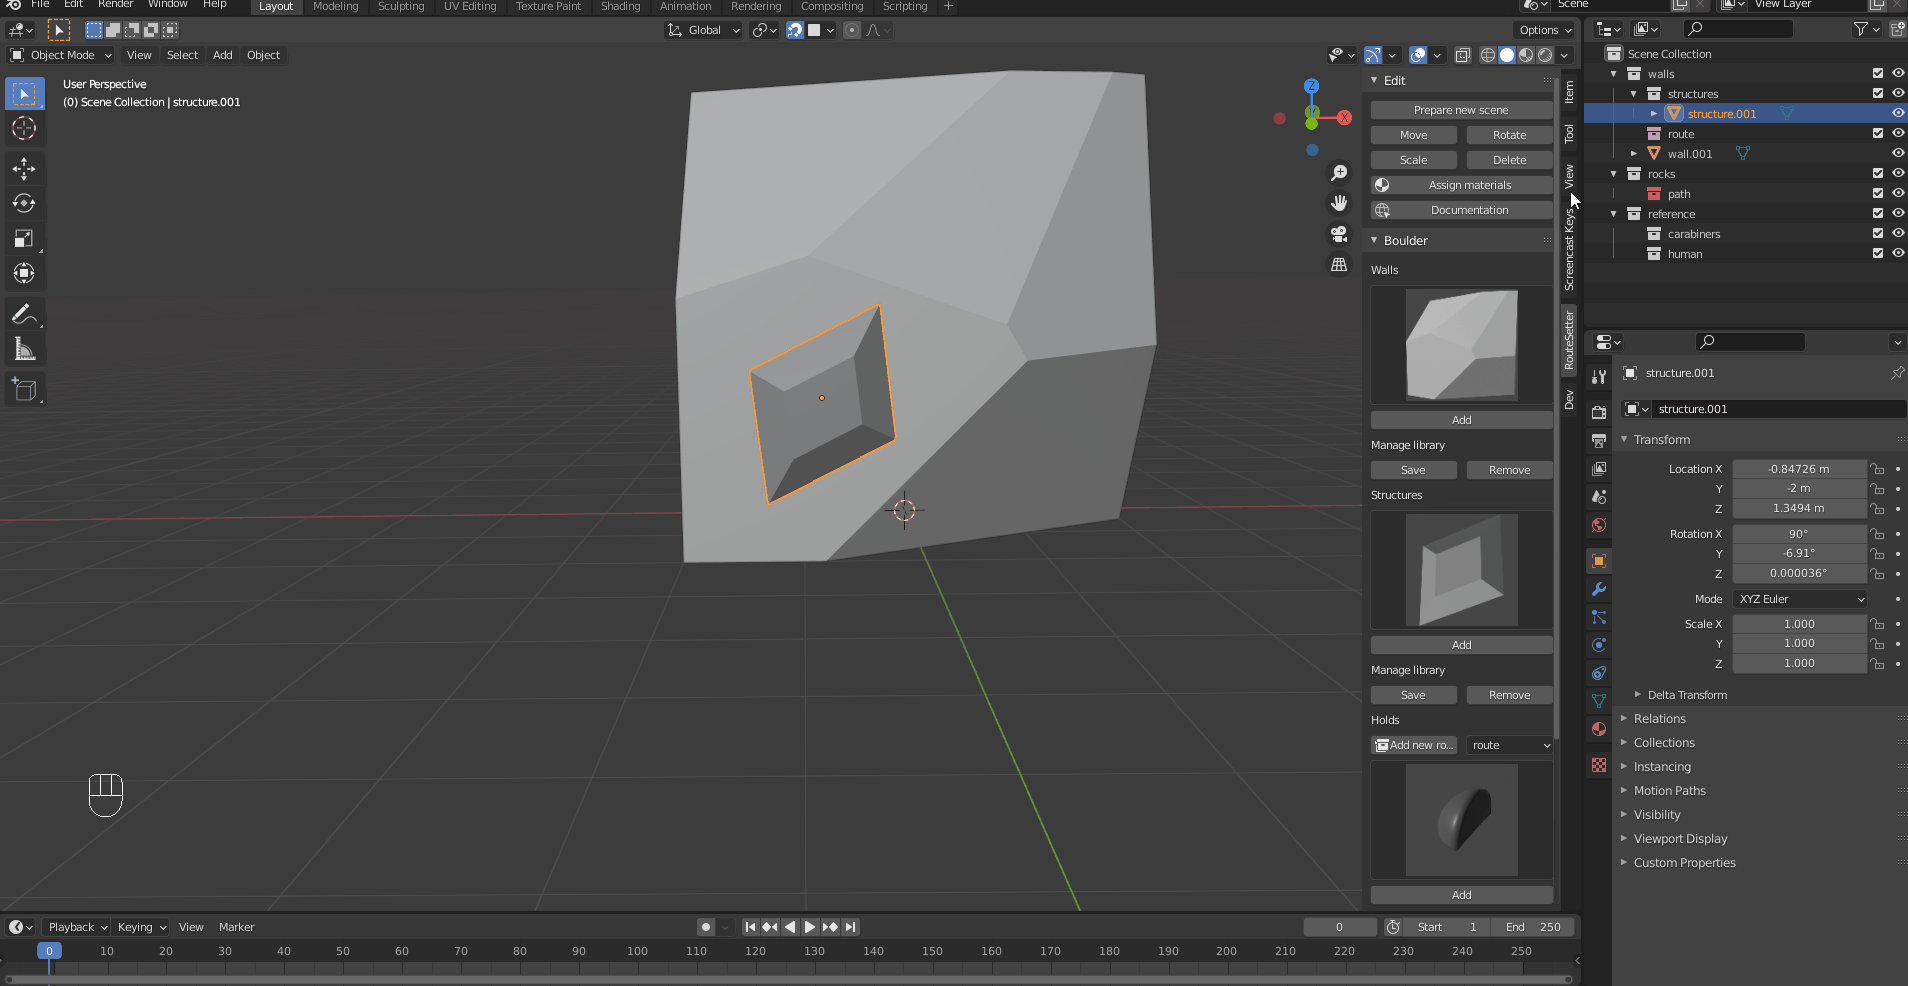 File Edit Render Window Help Layout Modeling Sculpting UV Editing Texture Paint Shading Animation Rendering Compositing Scripting + Scene View Layer
Global Options
Object Mode View Select Add Object
User Perspective
(0) Scene Collection | structure.001
Z
X
Edit
Prepare new scene
Move Rotate
Scale Delete
Assign materials
Documentation
Boulder
Walls
Add
Manage library
Save Remove
Structures
Add
Manage library
Save Remove
Holds
Add new ro... route
Add
Item
Tool
View
Screencast Keys
RouteSetter
Dev
Scene Collection
walls
structures
structure.001
route
wall.001
rocks
path
reference
carabiners
human
structure.001
structure.001
Transform
Location X -0.84726 m
Y -2 m
Z 1.3494 m
Rotation X 90°
Y -6.91°
Z 0.000036°
Mode XYZ Euler
Scale X 1.000
Y 1.000
Z 1.000
Delta Transform
Relations
Collections
Instancing
Motion Paths
Visibility
Viewport Display
Custom Properties
Playback Keying View Marker 0 Start 1 End 250
0 10 20 30 40 50 60 70 80 90 100 110 120 130 140 150 160 170 180 190 200 210 220 230 240 250